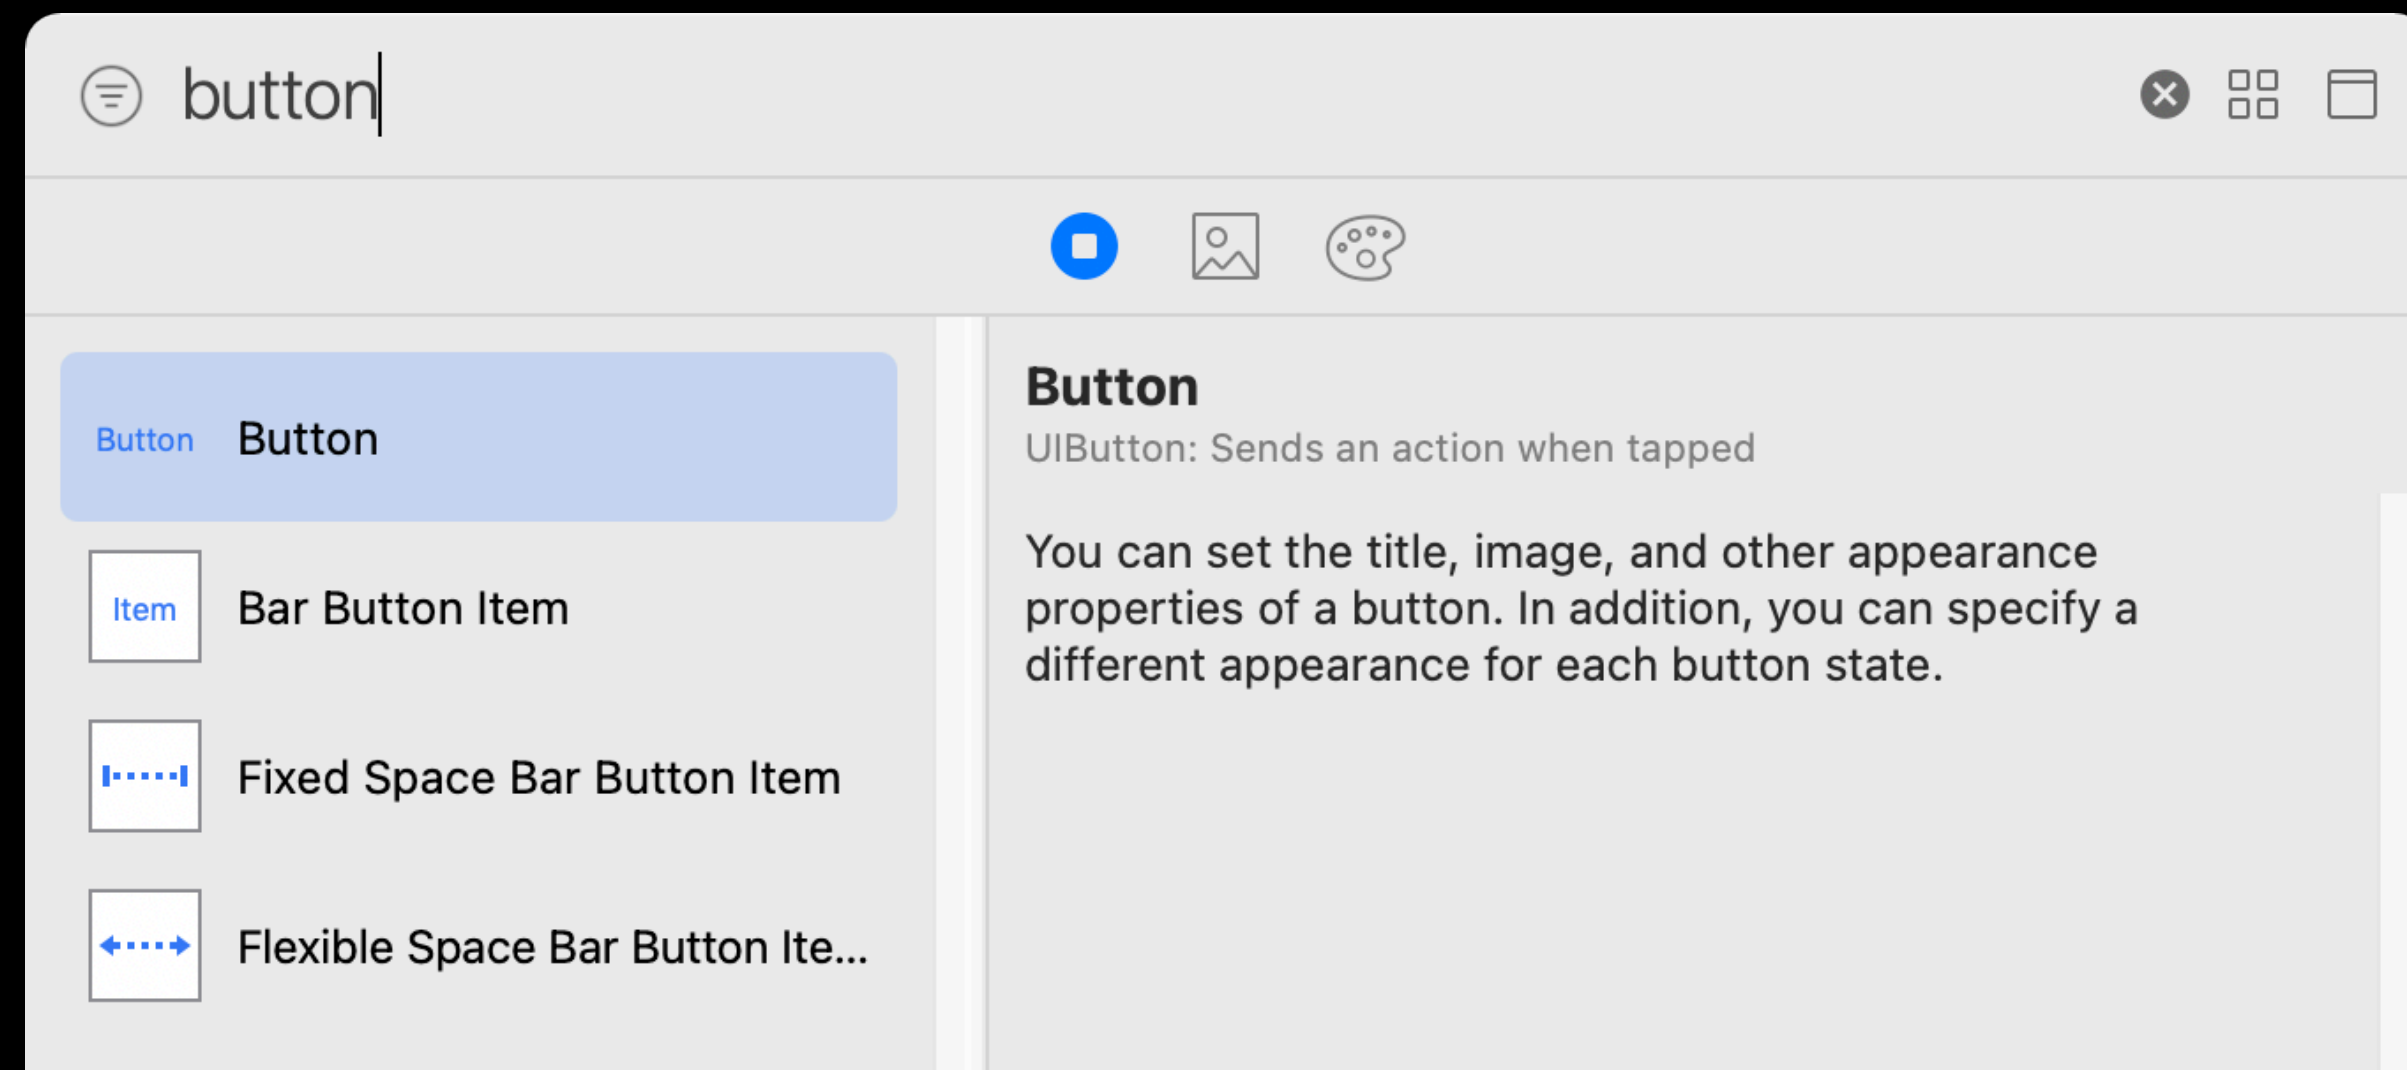 button
Button Button
Item Bar Button Item
Fixed Space Bar Button Item
Flexible Space Bar Button Ite...
Button
UIButton: Sends an action when tapped
You can set the title, image, and other appearance
properties of a button. In addition, you can specify a
different appearance for each button state.